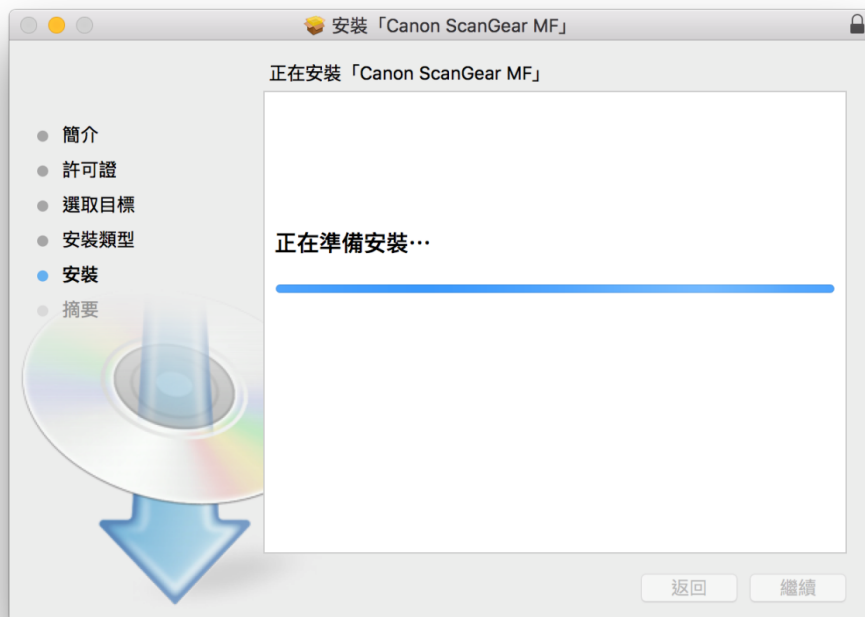 安裝「Canon ScanGear MF」
正在安裝「Canon ScanGear MF」
簡介
許可證
選取目標
安裝類型
安裝
摘要
正在準備安裝⋯
返回
繼續